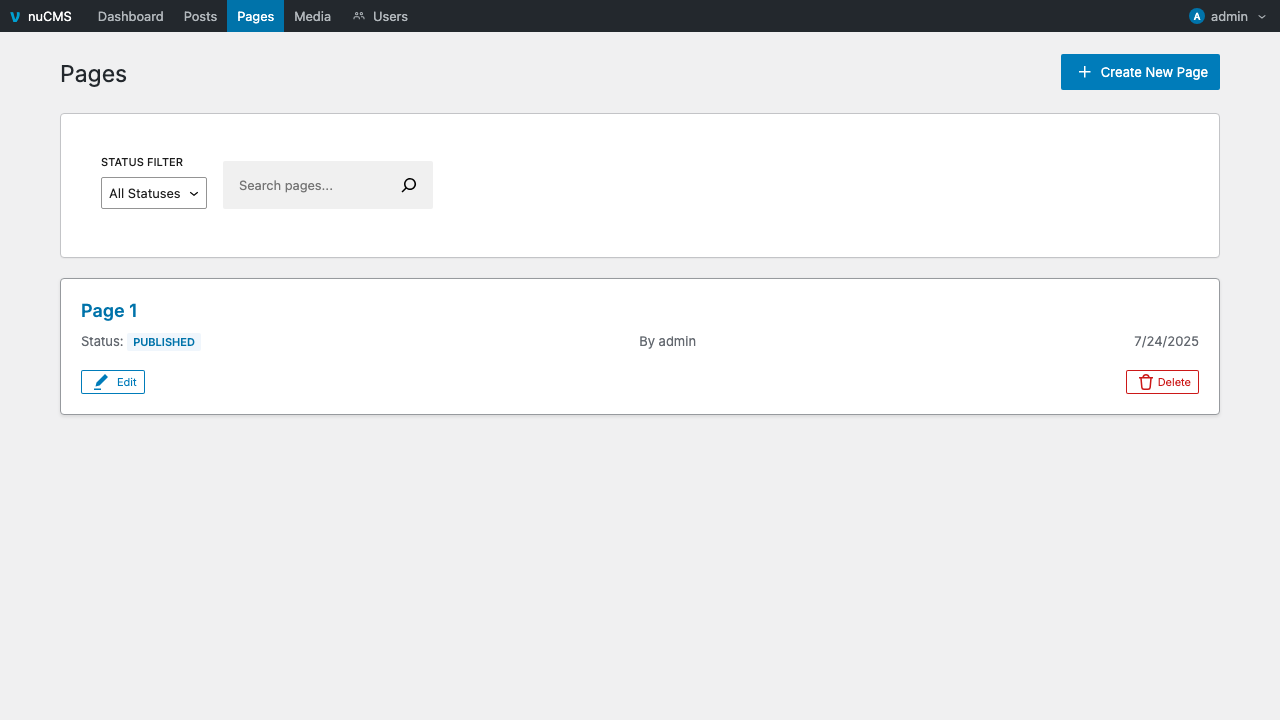 nuCMS Dashboard Posts Pages Media Users A admin
Pages
Create New Page
STATUS FILTER
All Statuses
Search pages...
Page 1
Status: PUBLISHED By admin 7/24/2025
Edit Delete